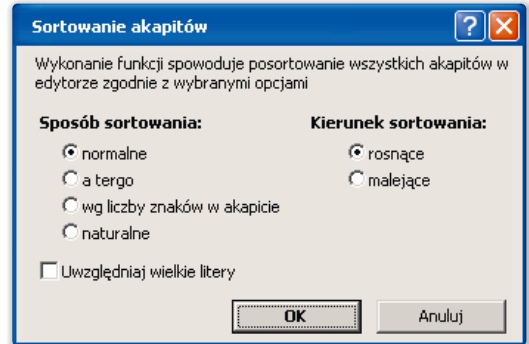 Sortowanie akapitów
Wykonanie funkcji spowoduje posortowanie wszystkich akapitów w
edytorze zgodnie z wybranymi opcjami
Sposób sortowania:
normalne
a tergo
wg liczby znaków w akapicie
naturalne
Kierunek sortowania:
rosnące
malejące
Uwzględniaj wielkie litery
OK
Anuluj